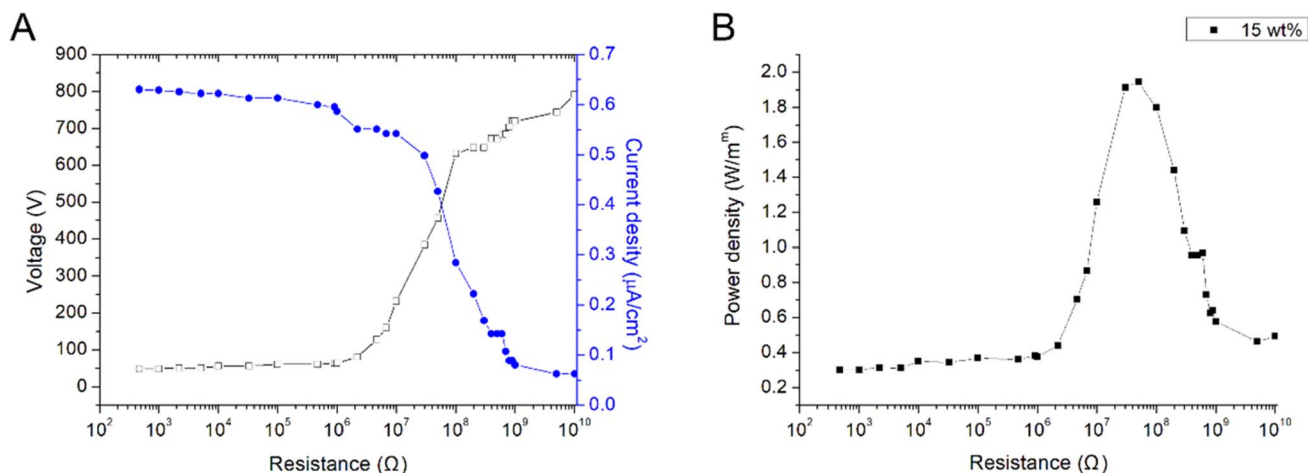 A
900
800
700
600
500
400
300
200
100
0
Voltage (V)
0.7
0.6
0.5
0.4
0.3
0.2
0.1
0.0
Current desity (μA/cm²)
10² 10³ 10⁴ 10⁵ 10⁶ 10⁷ 10⁸ 10⁹ 10¹⁰
Resistance (Ω)
B
15 wt%
2.0
1.8
1.6
1.4
1.2
1.0
0.8
0.6
0.4
0.2
Power density (W/mᵐ)
10² 10³ 10⁴ 10⁵ 10⁶ 10⁷ 10⁸ 10⁹ 10¹⁰
Resistance (Ω)